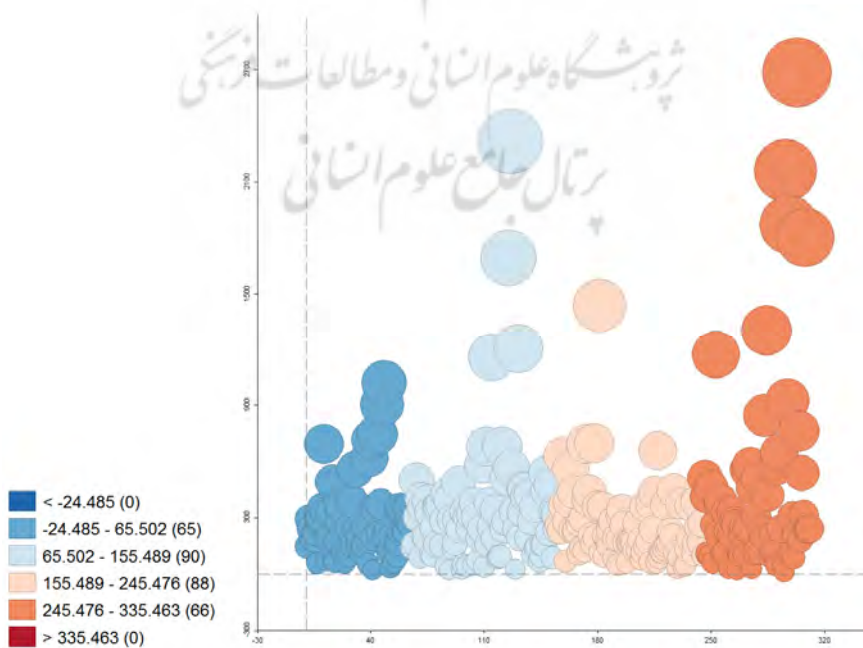 پژوهشگاه علوم انسانی و مطالعات فرهنگی
پرتال جامع علوم انسانی
2700
2100
1500
900
300
-300
-30
40
110
180
250
320
< -24.485 (0)
-24.485 - 65.502 (65)
65.502 - 155.489 (90)
155.489 - 245.476 (88)
245.476 - 335.463 (66)
> 335.463 (0)